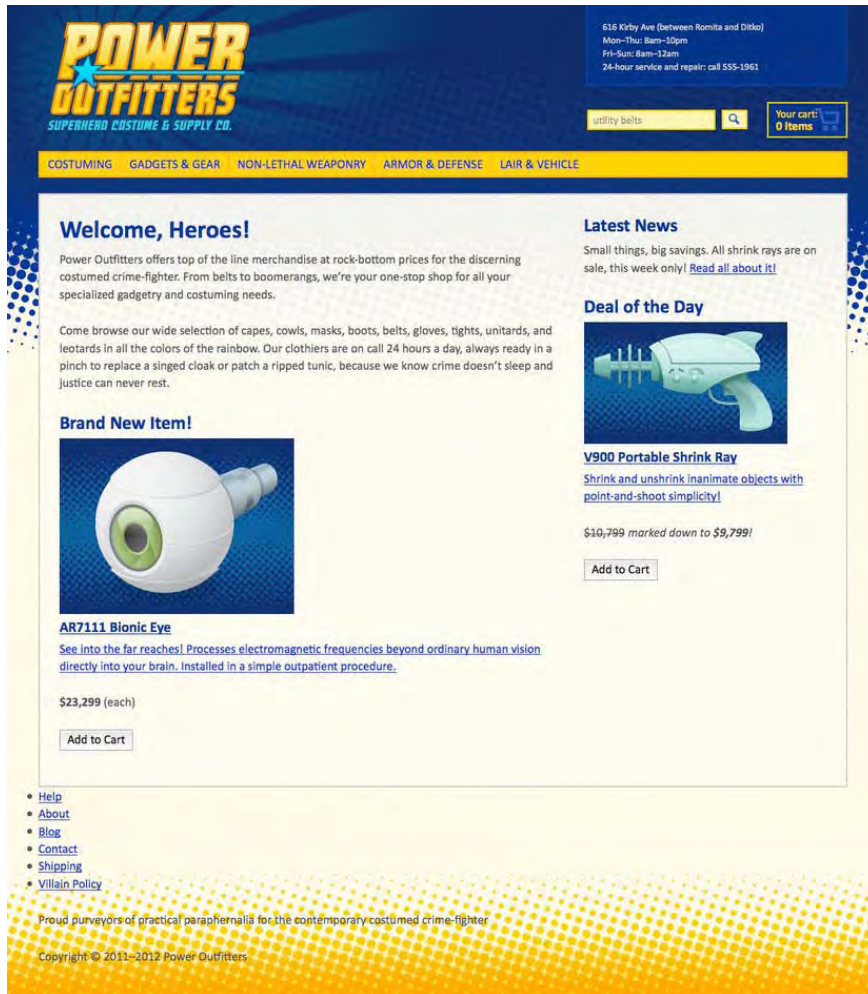 POWER
OUTFITTERS
SUPERHERO COSTUME & SUPPLY CO.
616 Kirby Ave (between Romita and Ditko)
Mon–Thu: 8am–10pm
Fri–Sun: 8am–12am
24-hour service and repair: call 555-1961
utility belts
Your cart:
0 items
COSTUMING GADGETS & GEAR NON-LETHAL WEAPONRY ARMOR & DEFENSE LAIR & VEHICLE
Welcome, Heroes!
Power Outfitters offers top of the line merchandise at rock-bottom prices for the discerning
costumed crime-fighter. From belts to boomerangs, we’re your one-stop shop for all your
specialized gadgetry and costuming needs.
Come browse our wide selection of capes, cowls, masks, boots, belts, gloves, tights, unitards, and
leotards in all the colors of the rainbow. Our clothiers are on call 24 hours a day, always ready in a
pinch to replace a singed cloak or patch a ripped tunic, because we know crime doesn’t sleep and
justice can never rest.
Brand New Item!
AR7111 Bionic Eye
See into the far reaches! Processes electromagnetic frequencies beyond ordinary human vision
directly into your brain. Installed in a simple outpatient procedure.
$23,299 (each)
Add to Cart
Latest News
Small things, big savings. All shrink rays are on
sale, this week only! Read all about it!
Deal of the Day
V900 Portable Shrink Ray
Shrink and unshrink inanimate objects with
point-and-shoot simplicity!
$10,799 marked down to $9,799!
Add to Cart
Help
About
Blog
Contact
Shipping
Villain Policy
Proud purveyors of practical paraphernalia for the contemporary costumed crime-fighter
Copyright © 2011–2012 Power Outfitters